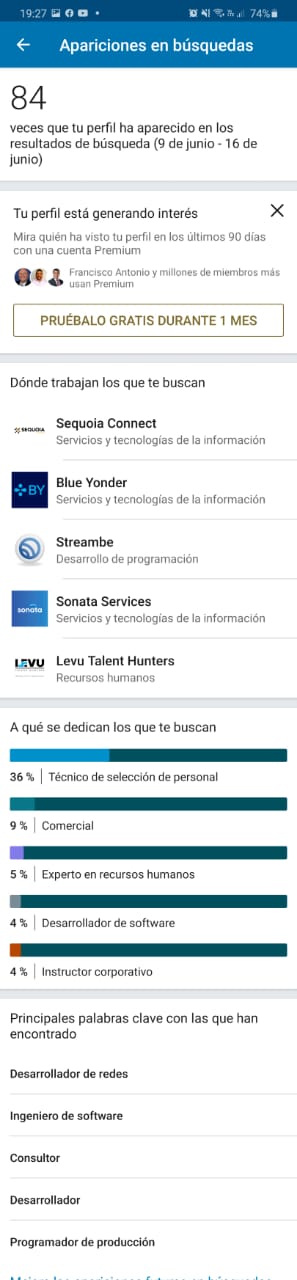 19:27
74%
Apariciones en búsquedas
84
veces que tu perfil ha aparecido en los
resultados de búsqueda (9 de junio - 16 de
junio)
Tu perfil está generando interés
Mira quién ha visto tu perfil en los últimos 90 días
con una cuenta Premium
Francisco Antonio y millones de miembros más
usan Premium
PRUÉBALO GRATIS DURANTE 1 MES
Dónde trabajan los que te buscan
SEQUOIA
Sequoia Connect
Servicios y tecnologías de la información
BY
Blue Yonder
Servicios y tecnologías de la información
Streambe
Desarrollo de programación
sonata
Sonata Services
Servicios y tecnologías de la información
LEVU
Levu Talent Hunters
Recursos humanos
A qué se dedican los que te buscan
36 % | Técnico de selección de personal
9 % | Comercial
5 % | Experto en recursos humanos
4 % | Desarrollador de software
4 % | Instructor corporativo
Principales palabras clave con las que han
encontrado
Desarrollador de redes
Ingeniero de software
Consultor
Desarrollador
Programador de producción